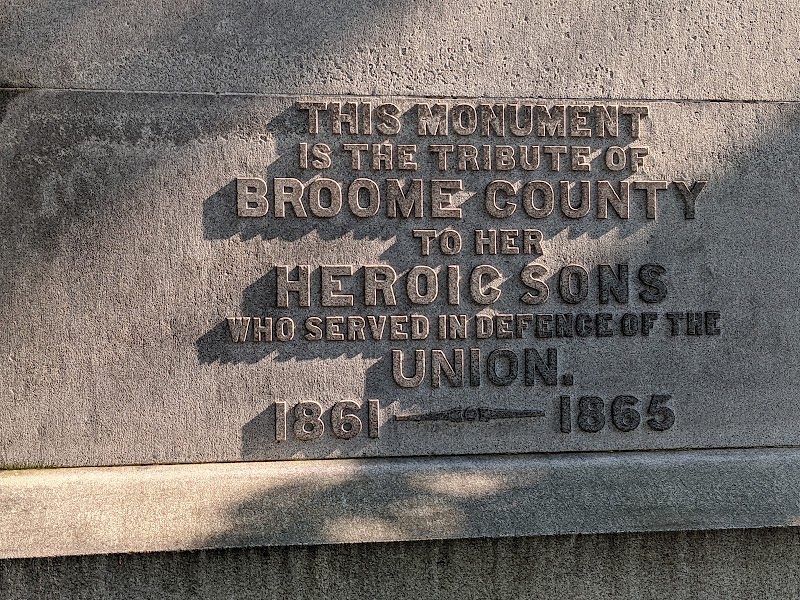 THIS MONUMENT
IS THE TRIBUTE OF
BROOME COUNTY
TO HER
HEROIC SONS
WHO SERVED IN DEFENCE OF THE
UNION.
1861 1865